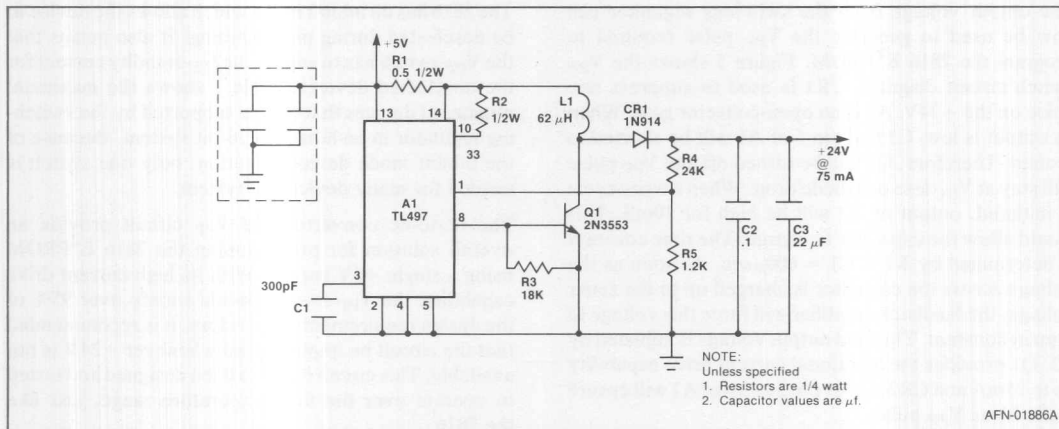 +5V
R1
0.5 1/2W
13
14
R2
1/2W
10
33
L1
62 μH
CR1
1N914
+24V
@
75 mA
R4
24K
1
A1
TL497
8
Q1
2N3553
C2
.1
C3
22 μF
R5
1.2K
R3
18K
300pF
3
C1
2
4
5
NOTE:
Unless specified
1. Resistors are 1/4 watt
2. Capacitor values are μf.
AFN-01886A